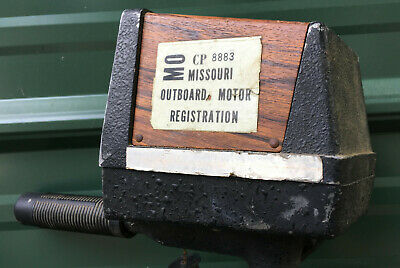 MO CP 8883
MISSOURI
OUTBOARD MOTOR
REGISTRATION